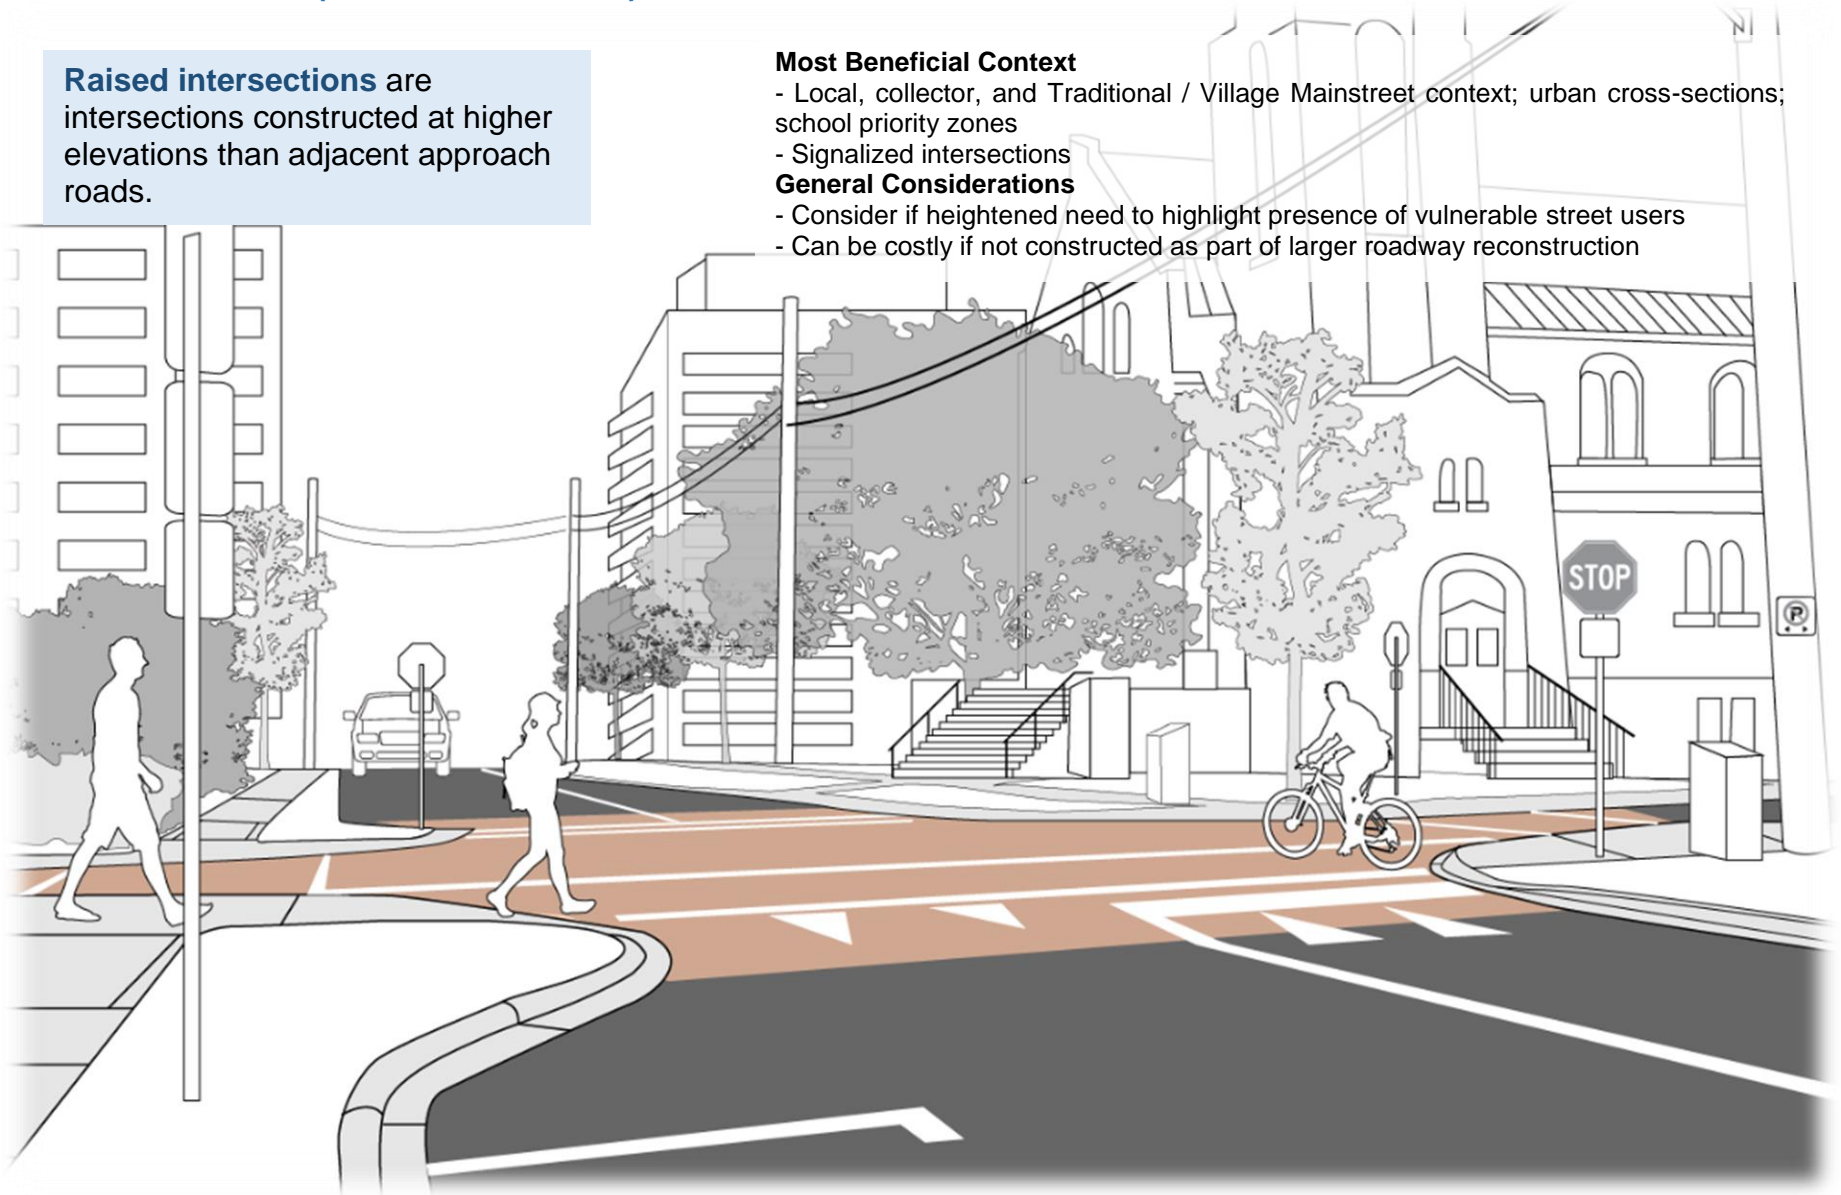 Raised intersections are
intersections constructed at higher
elevations than adjacent approach
roads.
Most Beneficial Context
- Local, collector, and Traditional / Village Mainstreet context; urban cross-sections;
school priority zones
- Signalized intersections
General Considerations
- Consider if heightened need to highlight presence of vulnerable street users
- Can be costly if not constructed as part of larger roadway reconstruction
N
STOP
P